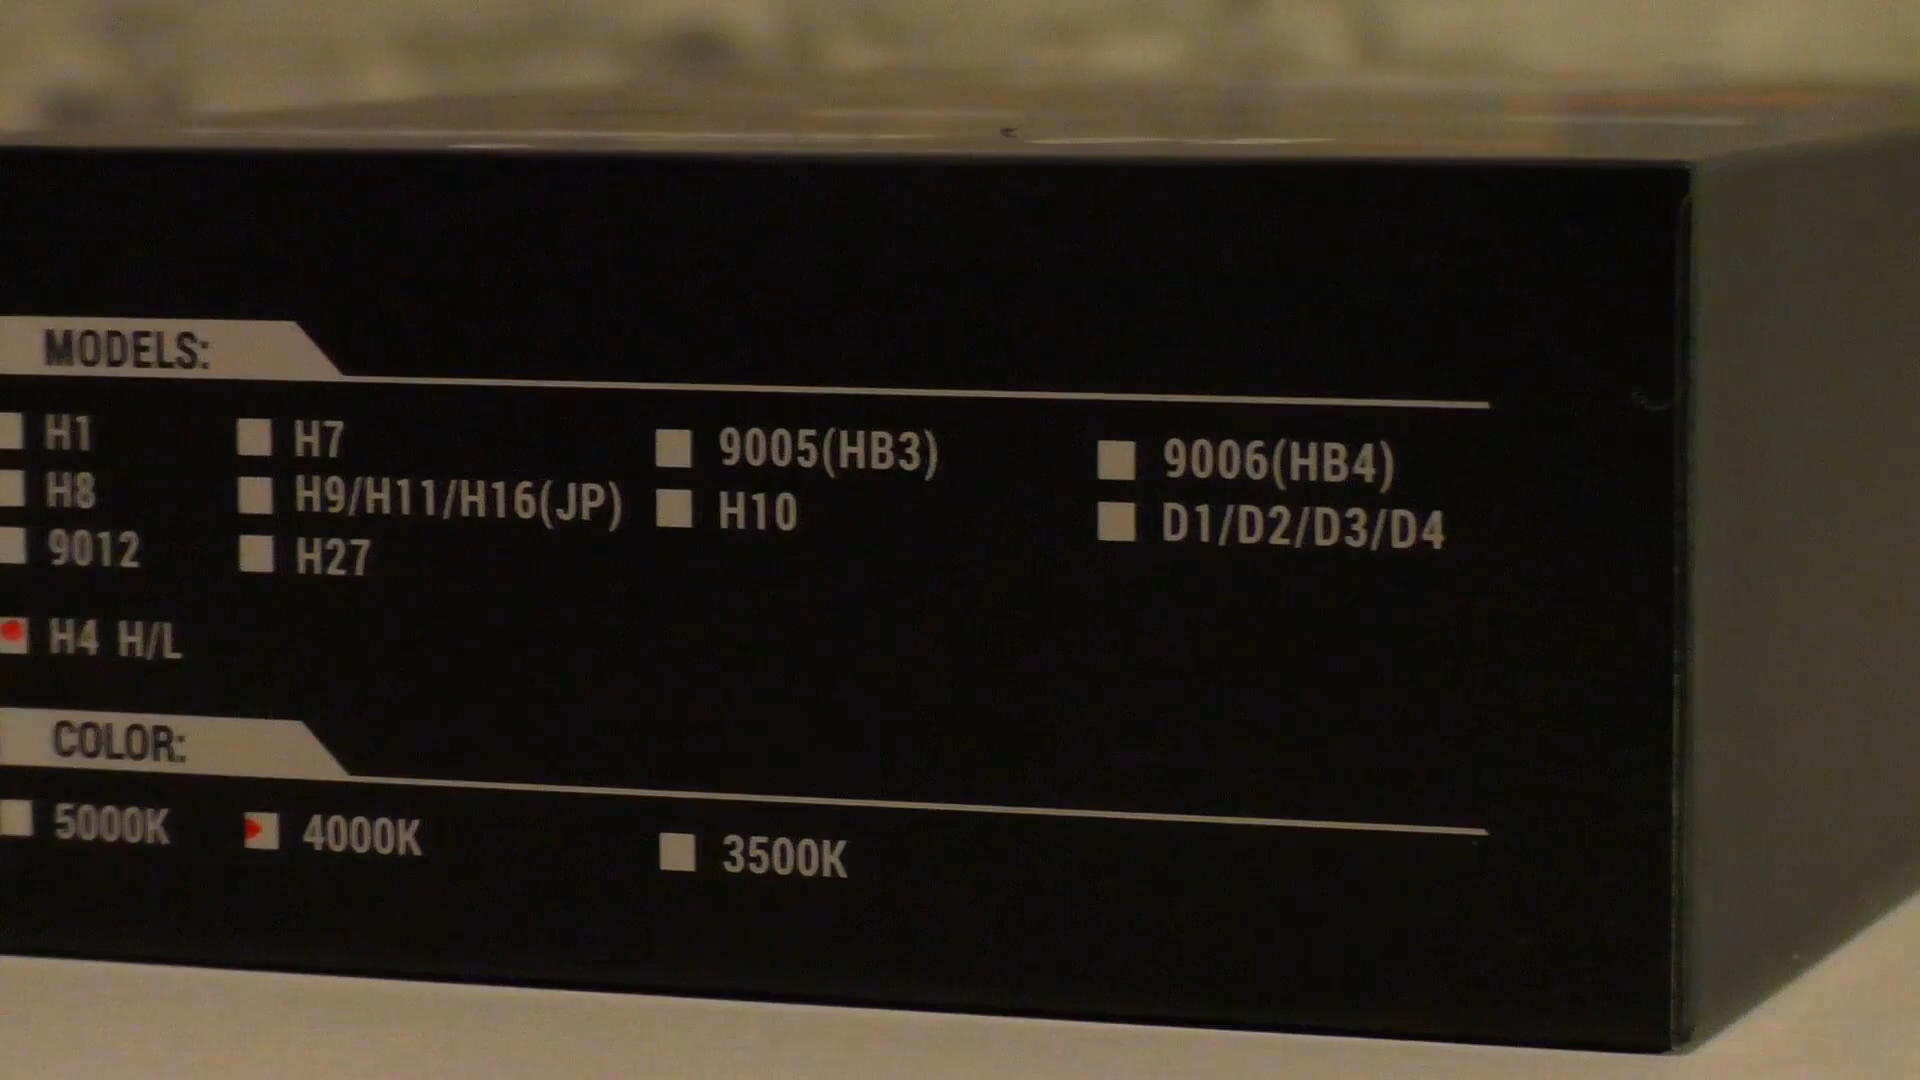 MODELS:
H1 H7 9005(HB3) 9006(HB4)
H8 H9/H11/H16(JP) H10 D1/D2/D3/D4
9012 H27
H4 H/L
COLOR:
5000K 4000K 3500K